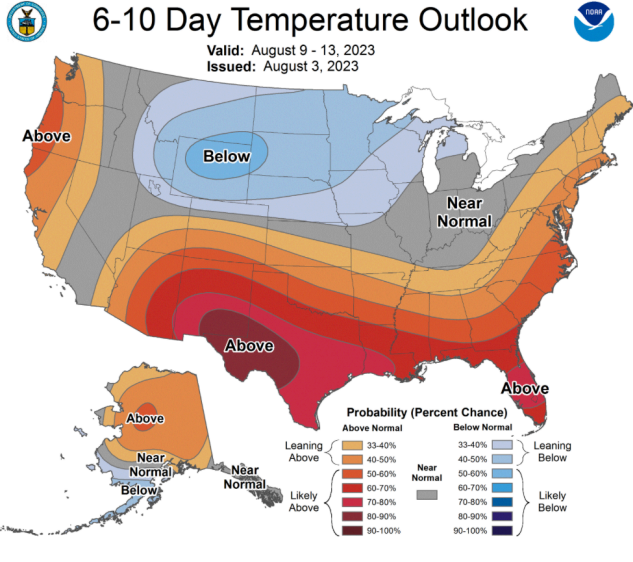 6-10 Day Temperature Outlook
NOAA
Valid: August 9 - 13, 2023
Issued: August 3, 2023
Above
Below
Near
Normal
Above
Above
Above
Near
Normal
Below
Near
Normal
Probability (Percent Chance)
Above Normal
Below Normal
Leaning
Above
33-40%
40-50%
Likely
Above
50-60%
60-70%
70-80%
80-90%
90-100%
Near
Normal
33-40%
40-50%
50-60%
60-70%
70-80%
80-90%
90-100%
Leaning
Below
Likely
Below